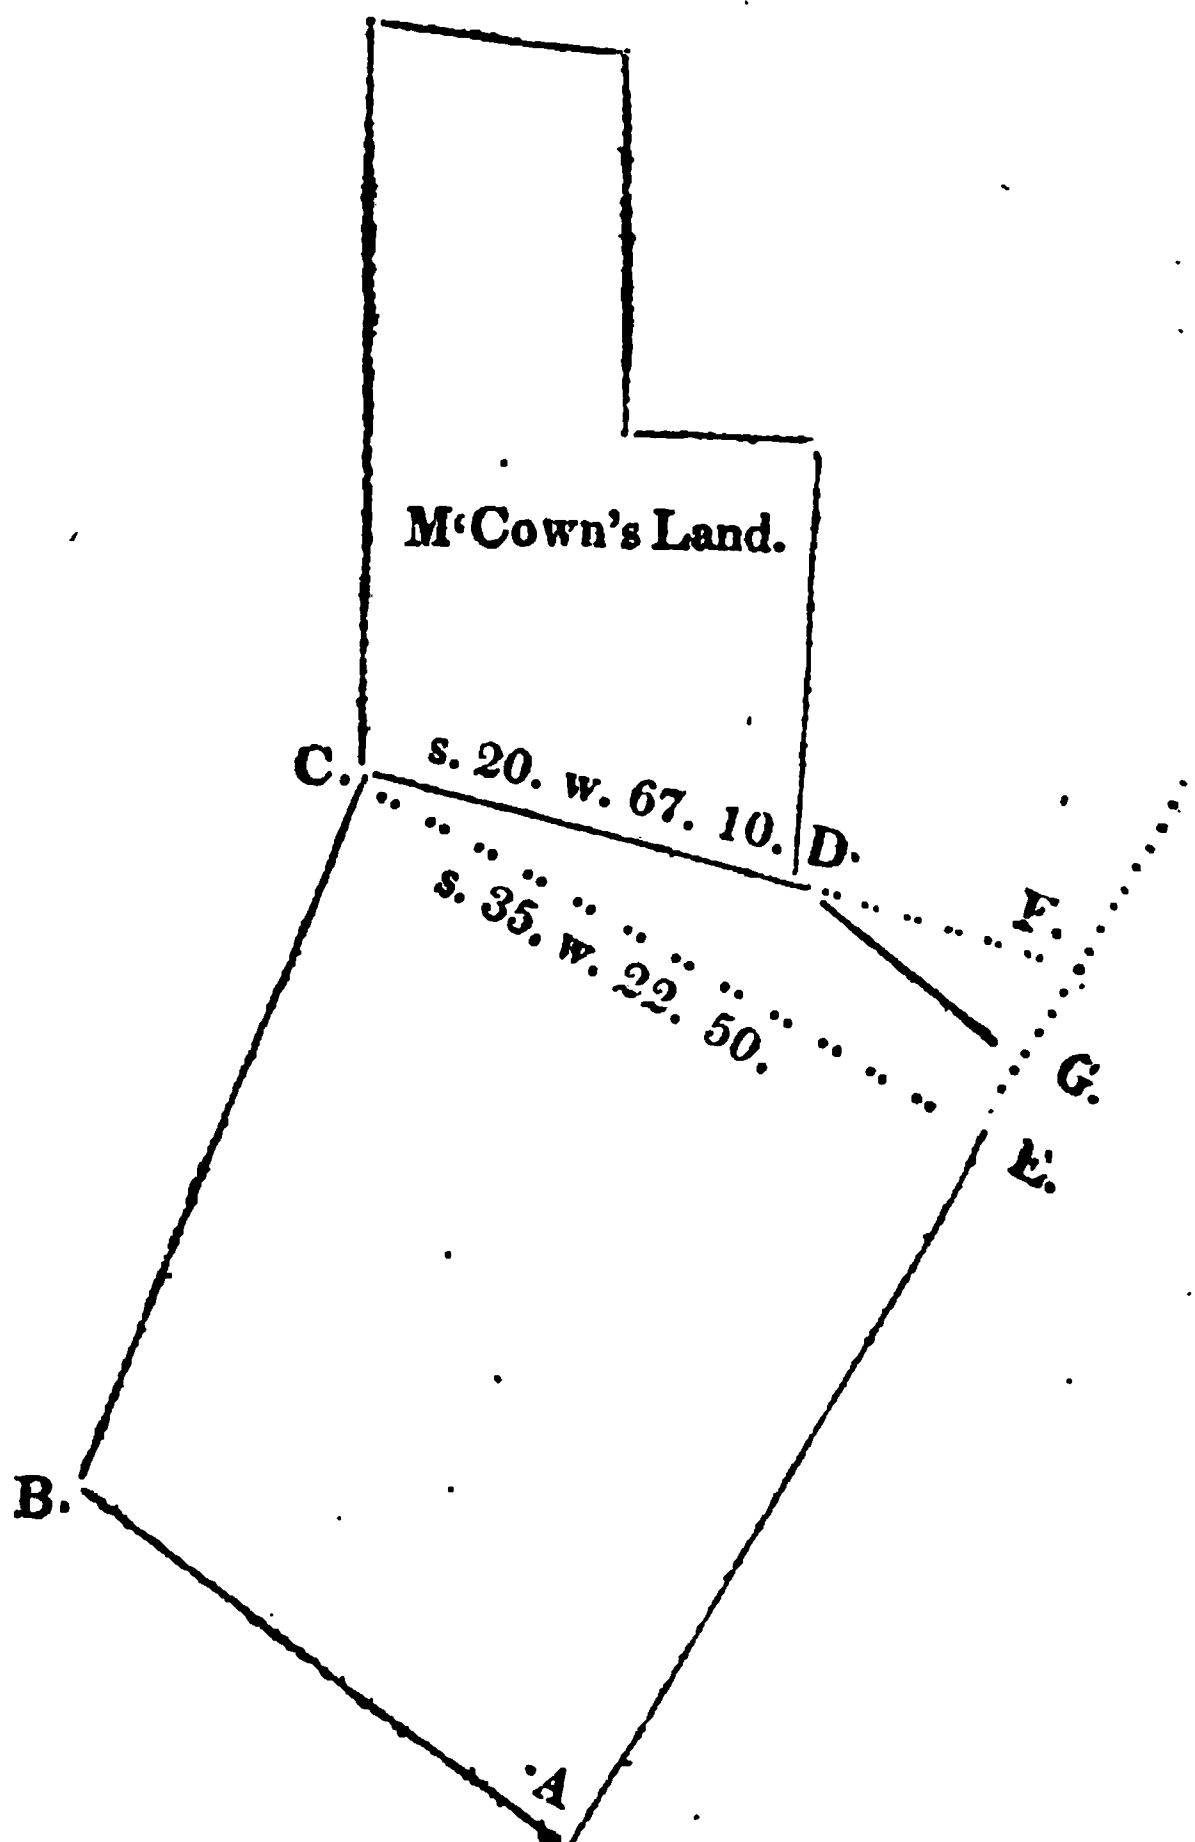 M‘Cown's Land.
C.
s. 20. w. 67. 10.
D.
s. 35. w. 22. 50.
F.
G.
E.
B.
A